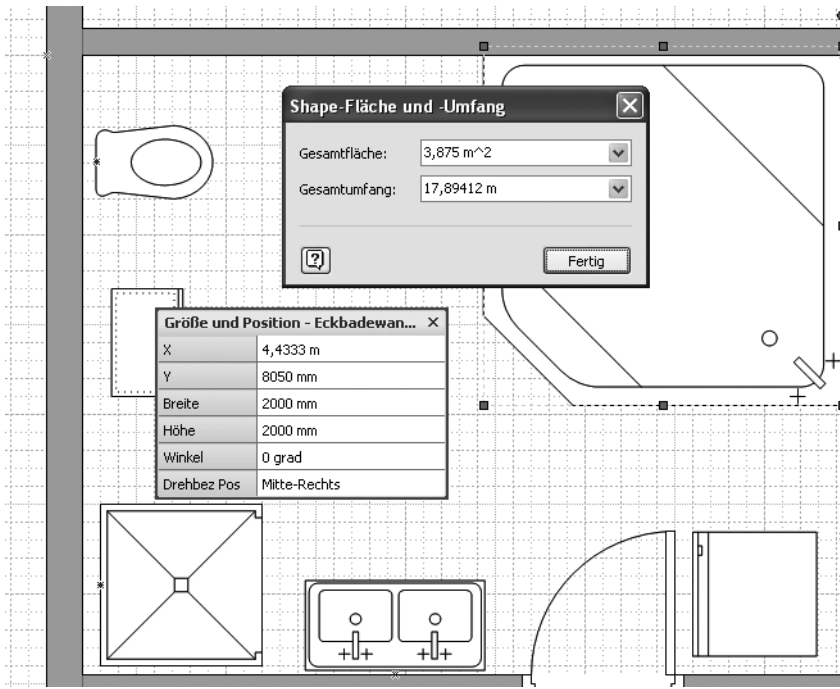 Shape-Fläche und -Umfang
Gesamtfläche: 3,875 m^2
Gesamtumfang: 17,89412 m
Fertig
Größe und Position - Eckbadewan...
X 4,4333 m
Y 8050 mm
Breite 2000 mm
Höhe 2000 mm
Winkel 0 grad
Drehbez Pos Mitte-Rechts